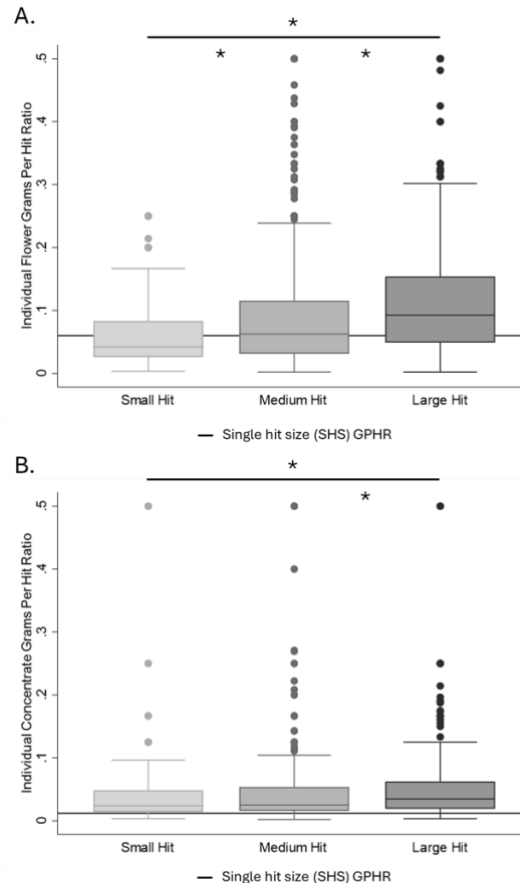 A.
*
* *
Individual Flower Grams Per Hit Ratio
.5
.4
.3
.2
.1
0
Small Hit Medium Hit Large Hit
Single hit size (SHS) GPHR
B.
*
*
Individual Concentrate Grams Per Hit Ratio
.5
.4
.3
.2
.1
0
Small Hit Medium Hit Large Hit
Single hit size (SHS) GPHR